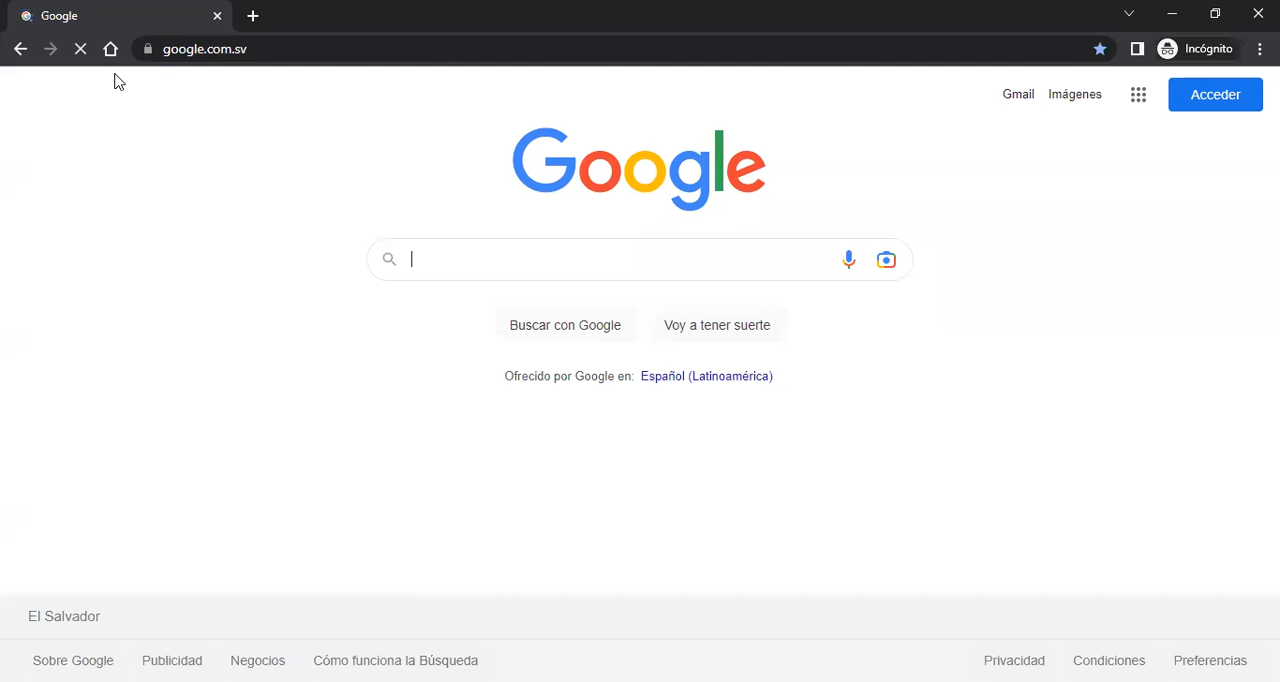 Google
google.com.sv
Incógnito
Gmail Imágenes Acceder
Google
Buscar con Google Voy a tener suerte
Ofrecido por Google en: Español (Latinoamérica)
El Salvador
Sobre Google Publicidad Negocios Cómo funciona la Búsqueda Privacidad Condiciones Preferencias